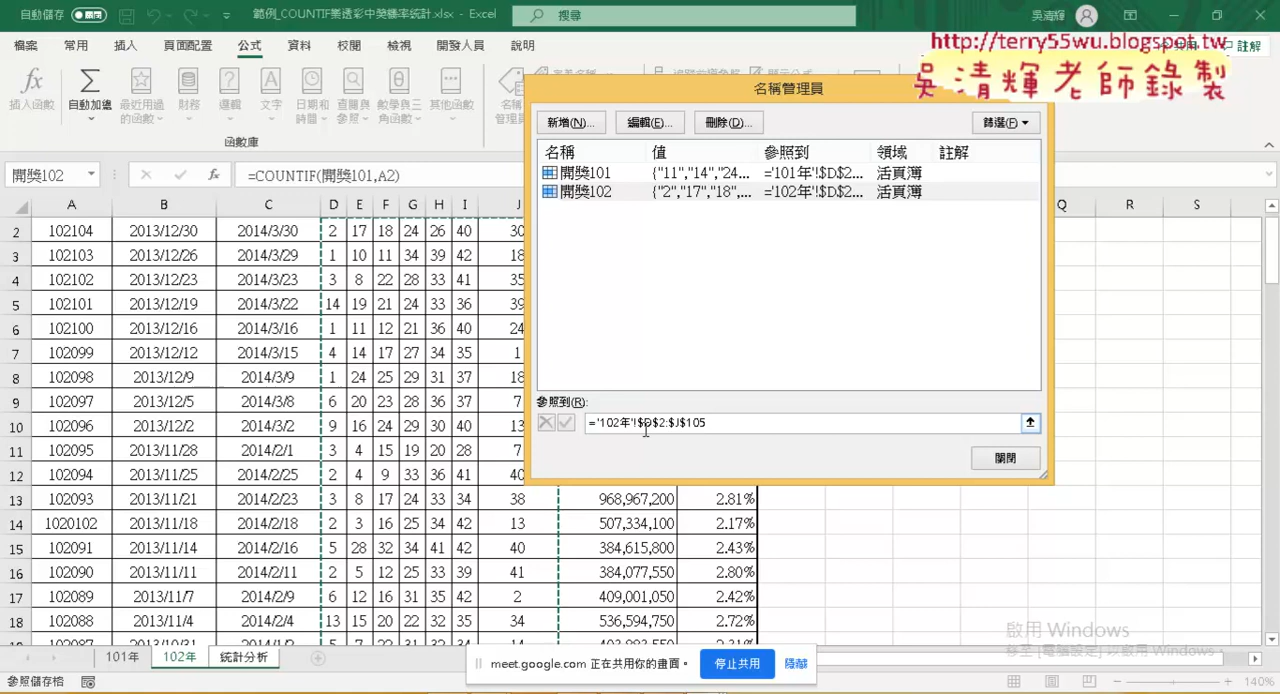 自動儲存
範例_COUNTIF樂透彩中獎機率統計.xlsx - Excel
搜尋
吳清輝
檔案 常用 插入 頁面配置 公式 資料 校閱 檢視 開發人員 說明
註解
http://terry55wu.blogspot.tw
吳清輝老師錄製
fx Σ ? A θ
插入函數 自動加總 最近用過的函數 財務 邏輯 文字 日期和時間 查閱與參照 數學與三角函數 其他函數 名稱管理員
函數庫
開獎102 fx =COUNTIF(開獎101,A2)
名稱管理員
新增(N)... 編輯(E)... 刪除(D)... 篩選(F)
名稱 值 參照到 領域 註解
開獎101 {"11","14","24... ='101年'!$D$2... 活頁簿
開獎102 {"2","17","18",... ='102年'!$D$2... 活頁簿
參照到(R):
='102年'!$D$2:$J$105
關閉
A B C D E F G H I J Q R S
2 102104 2013/12/30 2014/3/30 2 17 18 24 26 40 30
3 102103 2013/12/26 2014/3/29 1 10 11 34 39 42 18
4 102102 2013/12/23 2014/3/23 3 8 22 28 33 41 35
5 102101 2013/12/19 2014/3/22 14 19 21 24 33 36 39
6 102100 2013/12/16 2014/3/16 1 11 12 21 36 40 24
7 102099 2013/12/12 2014/3/15 4 14 17 27 34 35 1
8 102098 2013/12/9 2014/3/9 1 24 25 29 31 37 18
9 102097 2013/12/5 2014/3/8 6 20 23 28 36 37 7
10 102096 2013/12/2 2014/3/2 9 16 24 29 30 40 13
11 102095 2013/11/28 2014/2/1 3 4 15 19 20 28 7
12 102094 2013/11/25 2014/2/25 2 4 9 33 36 41 40
13 102093 2013/11/21 2014/2/23 3 8 17 24 33 34 38 968,967,200 2.81%
14 1020102 2013/11/18 2014/2/18 2 3 16 25 34 42 13 507,334,100 2.17%
15 102091 2013/11/14 2014/2/16 5 28 32 34 41 42 40 384,615,800 2.43%
16 102090 2013/11/11 2014/2/11 2 5 12 25 33 39 41 384,077,550 2.80%
17 102089 2013/11/7 2014/2/9 6 12 16 31 35 42 2 409,001,050 2.42%
18 102088 2013/11/4 2014/2/4 13 15 20 22 32 35 34 536,594,750 2.72%
啟用 Windows
移至 [電腦設定] 以啟用 Windows。
101年 102年 統計分析
meet.google.com 正在共用你的畫面。 停止共用 隱藏
參照儲存格
140%